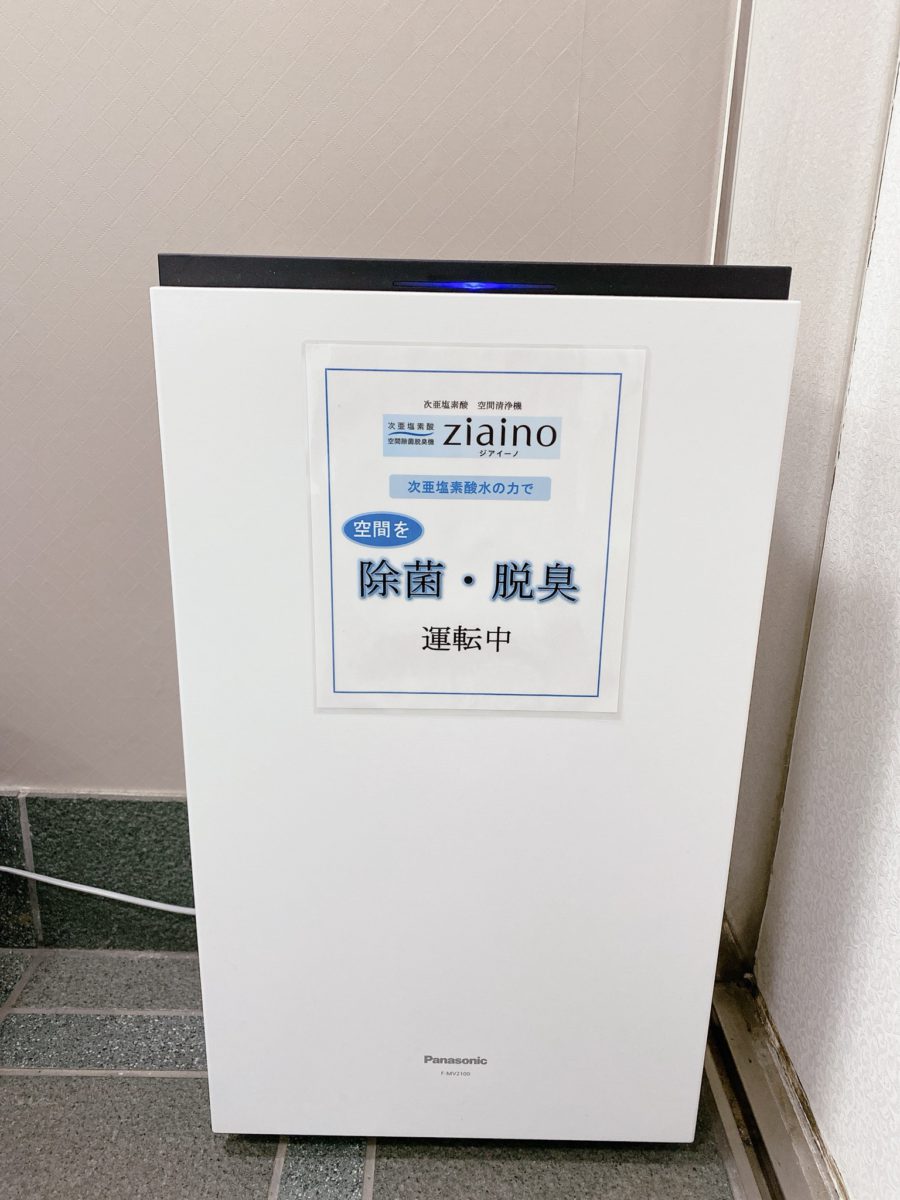 次亜塩素酸　空間清浄機
次亜塩素酸
空間除菌脱臭機
ziaino
ジアイーノ
次亜塩素酸水の力で
空間を
除菌・脱臭
運転中
Panasonic
F-MV2100